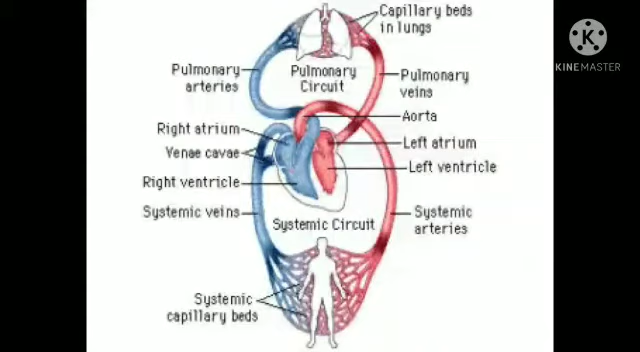 Capillary beds
in lungs
Pulmonary
arteries
Pulmonary
Circuit
Pulmonary
veins
Aorta
Right atrium
Left atrium
Venae cavae
Left ventricle
Right ventricle
Systemic veins
Systemic Circuit
Systemic
arteries
Systemic
capillary beds
K
KINEMASTER